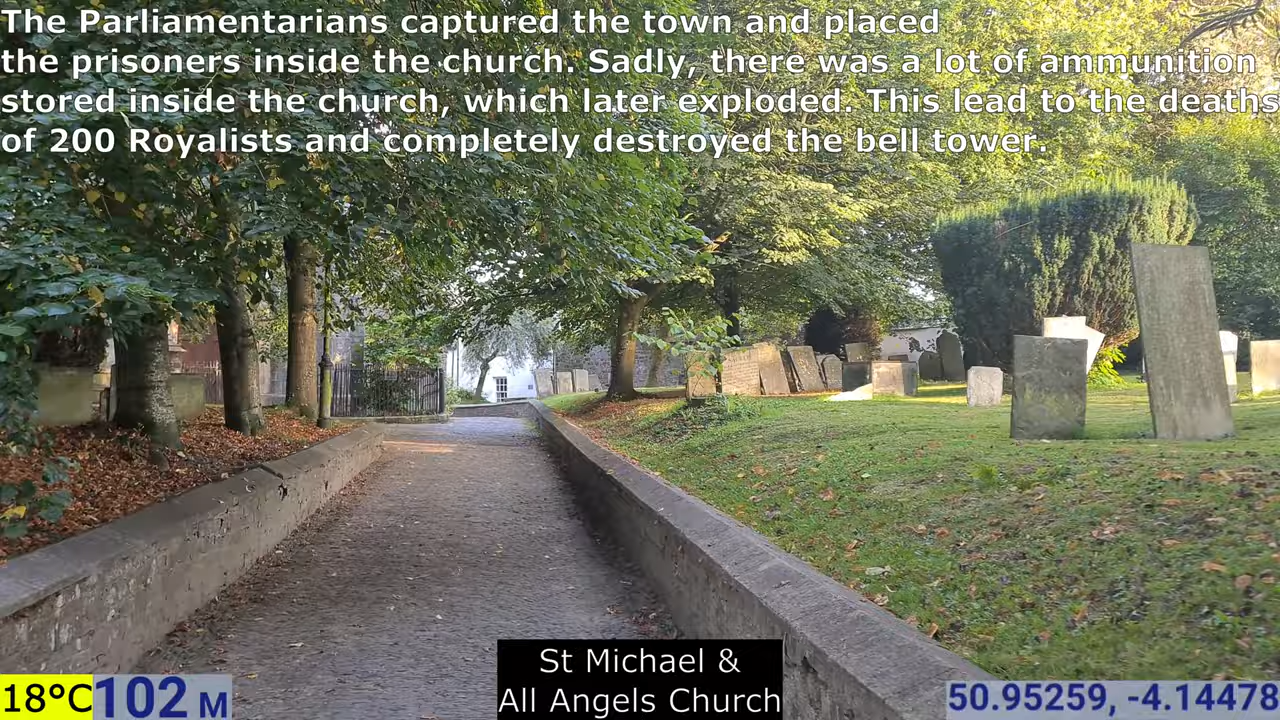 The Parliamentarians captured the town and placed
the prisoners inside the church. Sadly, there was a lot of ammunition
stored inside the church, which later exploded. This lead to the deaths
of 200 Royalists and completely destroyed the bell tower.
St Michael &
All Angels Church
18°C 102 M
50.95259, -4.14478